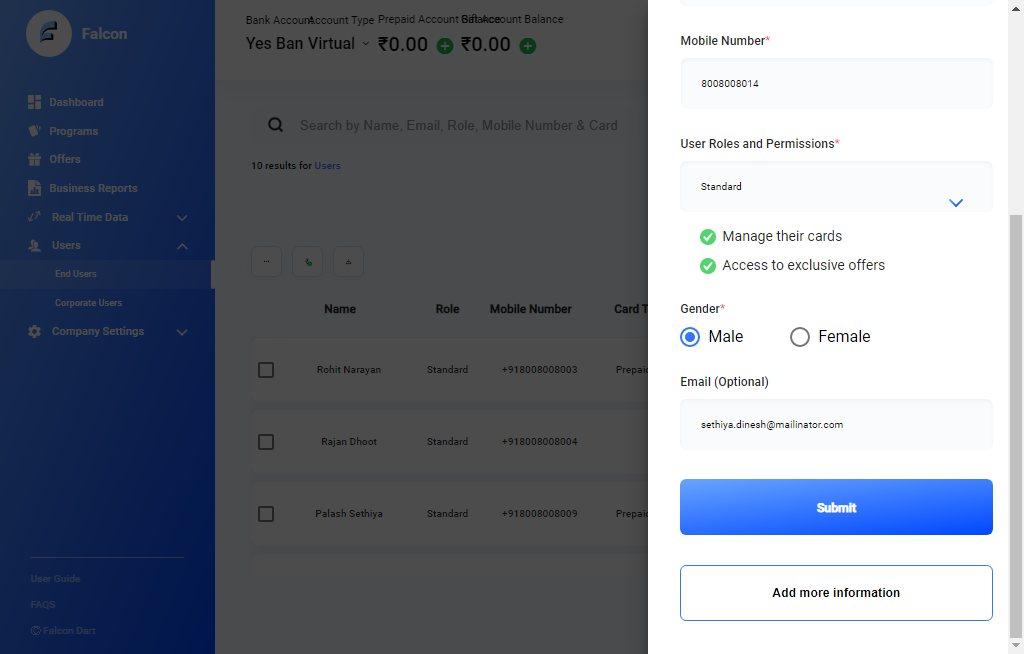 Falcon
Dashboard
Programs
Offers
Business Reports
Real Time Data
Users
End Users
Corporate Users
Company Settings
User Guide
FAQS
Falcon Dart
Bank Account
Account Type
Prepaid Account Balance
Gift Account Balance
Yes Ban Virtual
₹0.00
₹0.00
Search by Name, Email, Role, Mobile Number & Card
10 results for Users
Name Role Mobile Number Card T
Rohit Narayan Standard +918008008003 Prepaid
Rajan Dhoot Standard +918008008004
Palash Sethiya Standard +918008008009 Prepaid
Mobile Number*
8008008014
User Roles and Permissions*
Standard
Manage their cards
Access to exclusive offers
Gender*
Male Female
Email (Optional)
sethiya.dinesh@mailinator.com
Submit
Add more information